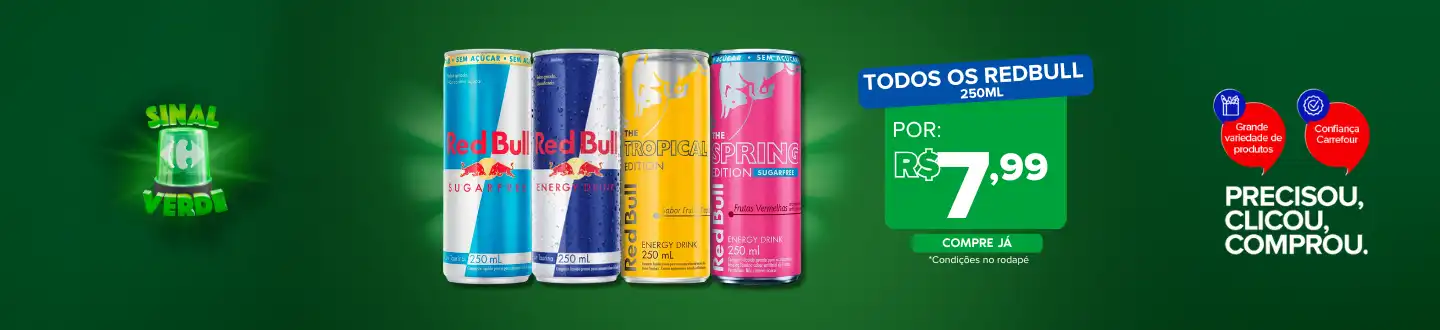 SINAL
VERDE
• SEM AÇÚCAR • SEM AÇ
Red Bull
SUGARFREE
250 mL
Red Bull
ENERGY DRINK
250 mL
THE
TROPICAL
EDITION
Red Bull
ENERGY DRINK
250 mL
AÇÚCAR • SEM AÇÚCAR
THE
SPRING
EDITION SUGARFREE
Frutas Vermelhas
Red Bull
ENERGY DRINK
250 ml
TODOS OS REDBULL
250ML
POR:
R$7,99
COMPRE JÁ
*Condições no rodapé
Grande
variedade de
produtos
Confiança
Carrefour
PRECISOU,
CLICOU,
COMPROU.